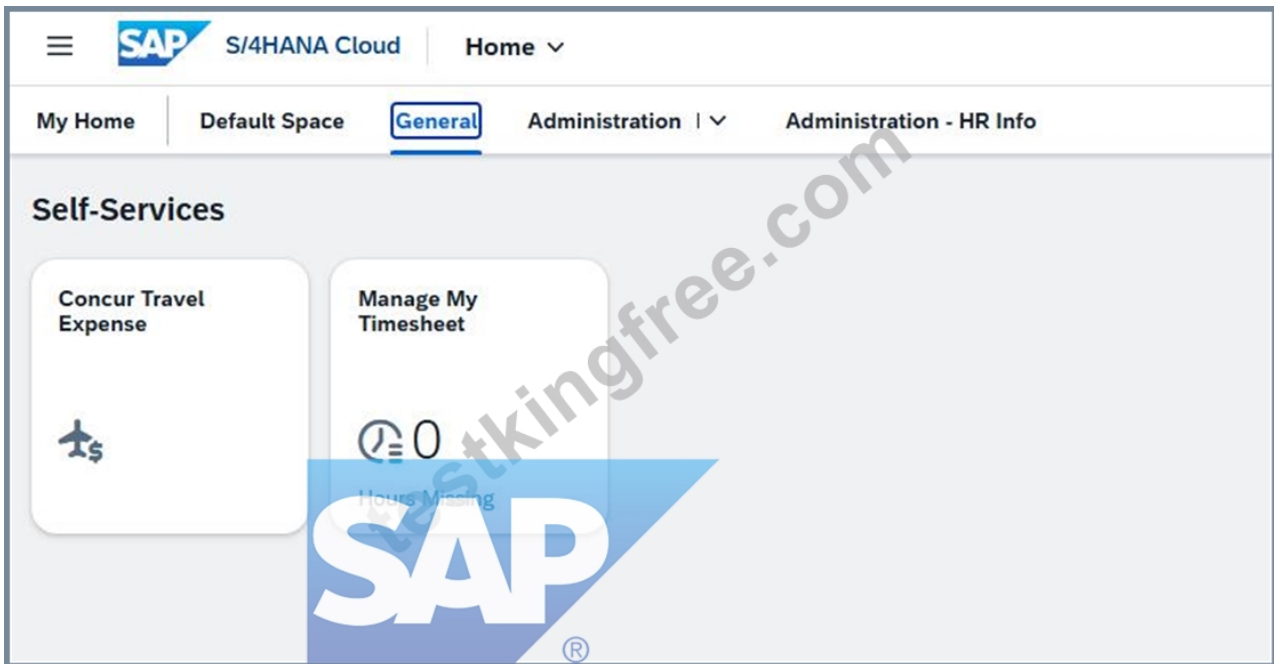 SAP S/4HANA Cloud Home
My Home Default Space General Administration Administration - HR Info
Self-Services
Concur Travel
Expense
Manage My
Timesheet
$
0
Hours Missing
testkingfree.com
SAP
®